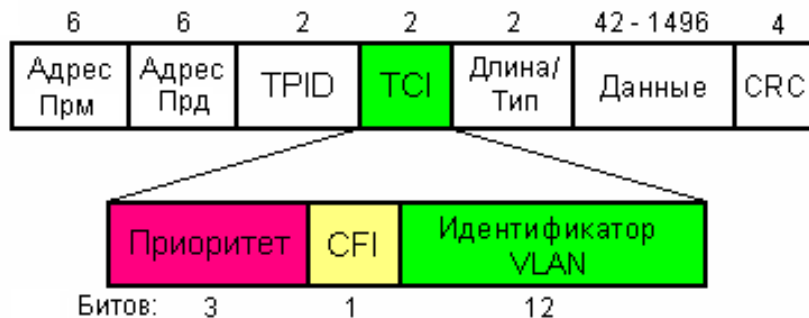 6 6 2 2 2 42 - 1496 4
Адрес Прм
Адрес Прд
TPID
TCI
Длина/ Тип
Данные
CRC
Приоритет
CFI
Идентификатор
VLAN
Битов: 3 1 12